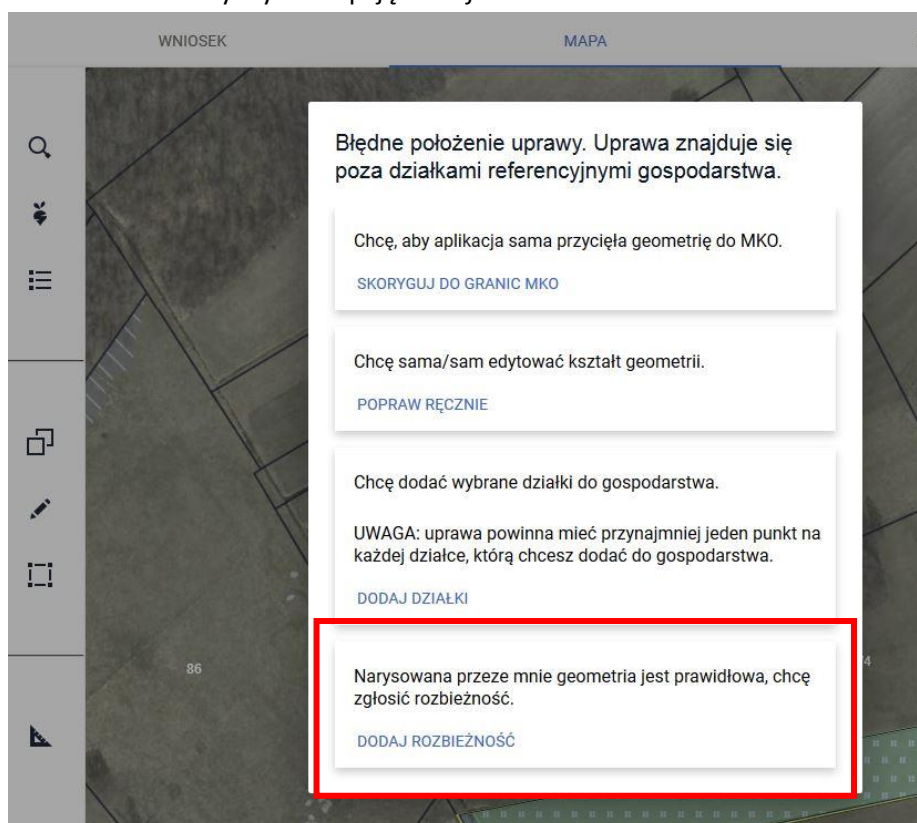 WNIOSEK MAPA
Błędne położenie uprawy. Uprawa znajduje się
poza działkami referencyjnymi gospodarstwa.
Chcę, aby aplikacja sama przycięła geometrię do MKO.
SKORYGUJ DO GRANIC MKO
Chcę sama/sam edytować kształt geometrii.
POPRAW RĘCZNIE
Chcę dodać wybrane działki do gospodarstwa.
UWAGA: uprawa powinna mieć przynajmniej jeden punkt na
każdej działce, którą chcesz dodać do gospodarstwa.
DODAJ DZIAŁKI
86
Narysowana przeze mnie geometria jest prawidłowa, chcę
zgłosić rozbieżność.
DODAJ ROZBIEŻNOŚĆ